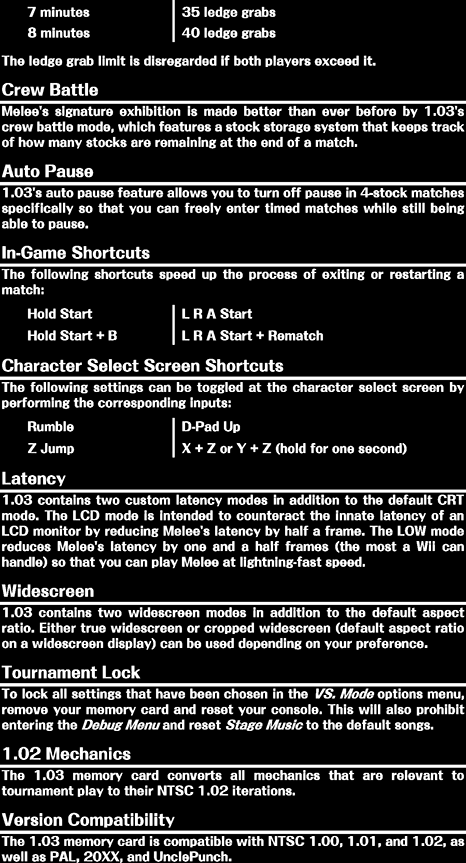 7 minutes 35 ledge grabs
8 minutes 40 ledge grabs
The ledge grab limit is disregarded if both players exceed it.
Crew Battle
Melee's signature exhibition is made better than ever before by 1.03's
crew battle mode, which features a stock storage system that keeps track
of how many stocks are remaining at the end of a match.
Auto Pause
1.03's auto pause feature allows you to turn off pause in 4-stock matches
specifically so that you can freely enter timed matches while still being
able to pause.
In-Game Shortcuts
The following shortcuts speed up the process of exiting or restarting a
match:
Hold Start L R A Start
Hold Start + B L R A Start + Rematch
Character Select Screen Shortcuts
The following settings can be toggled at the character select screen by
performing the corresponding inputs:
Rumble D-Pad Up
Z Jump X + Z or Y + Z (hold for one second)
Latency
1.03 contains two custom latency modes in addition to the default CRT
mode. The LCD mode is intended to counteract the innate latency of an
LCD monitor by reducing Melee's latency by half a frame. The LOW mode
reduces Melee's latency by one and a half frames (the most a Wii can
handle) so that you can play Melee at lightning-fast speed.
Widescreen
1.03 contains two widescreen modes in addition to the default aspect
ratio. Either true widescreen or cropped widescreen (default aspect ratio
on a widescreen display) can be used depending on your preference.
Tournament Lock
To lock all settings that have been chosen in the VS. Mode options menu,
remove your memory card and reset your console. This will also prohibit
entering the Debug Menu and reset Stage Music to the default songs.
1.02 Mechanics
The 1.03 memory card converts all mechanics that are relevant to
tournament play to their NTSC 1.02 iterations.
Version Compatibility
The 1.03 memory card is compatible with NTSC 1.00, 1.01, and 1.02, as
well as PAL, 20XX, and UnclePunch.